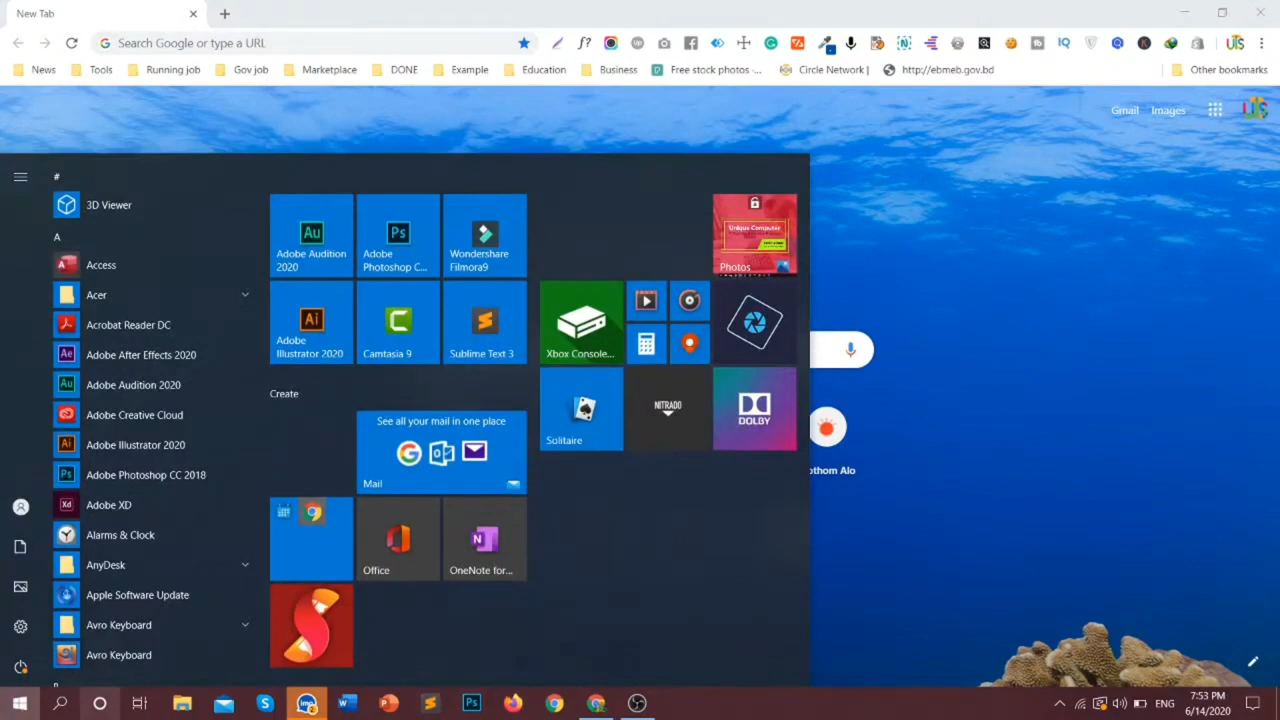 New Tab
Search Google or type a URL
News
Tools
Running job
Gov job
Marketplace
DONE
Example
Education
Business
Free stock photos -...
Circle Network |
http://ebmeb.gov.bd
Other bookmarks
Gmail
Images
#
3D Viewer
A
Access
Acer
Acrobat Reader DC
Adobe After Effects 2020
Adobe Audition 2020
Adobe Creative Cloud
Adobe Illustrator 2020
Adobe Photoshop CC 2018
Adobe XD
Alarms & Clock
AnyDesk
Apple Software Update
Avro Keyboard
Avro Keyboard
Adobe Audition
2020
Adobe
Photoshop C...
Wondershare
Filmora9
Adobe
Illustrator 2020
Camtasia 9
Sublime Text 3
Create
See all your mail in one place
Mail
Office
OneNote for...
Unique Computer
Photos
Xbox Console...
Solitaire
NITRADO
DOLBY
othom Alo
ENG
7:53 PM
6/14/2020